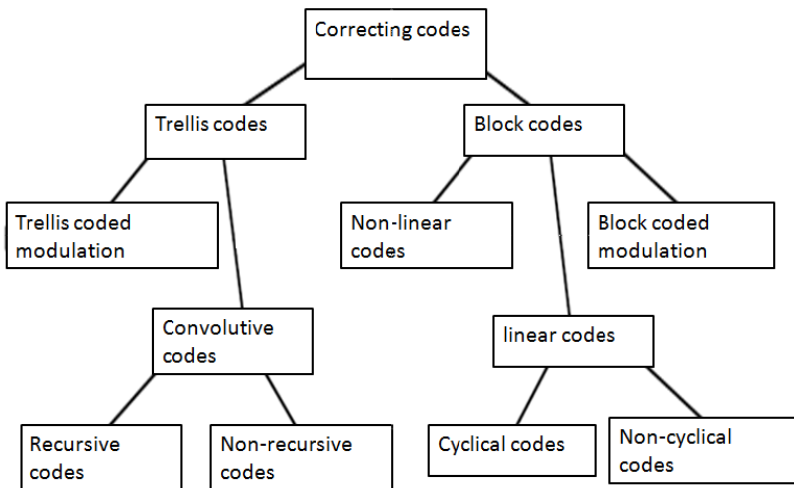 Correcting codes
Trellis codes
Block codes
Trellis coded
modulation
Non-linear
codes
Block coded
modulation
Convolutive
codes
linear codes
Recursive
codes
Non-recursive
codes
Cyclical codes
Non-cyclical
codes